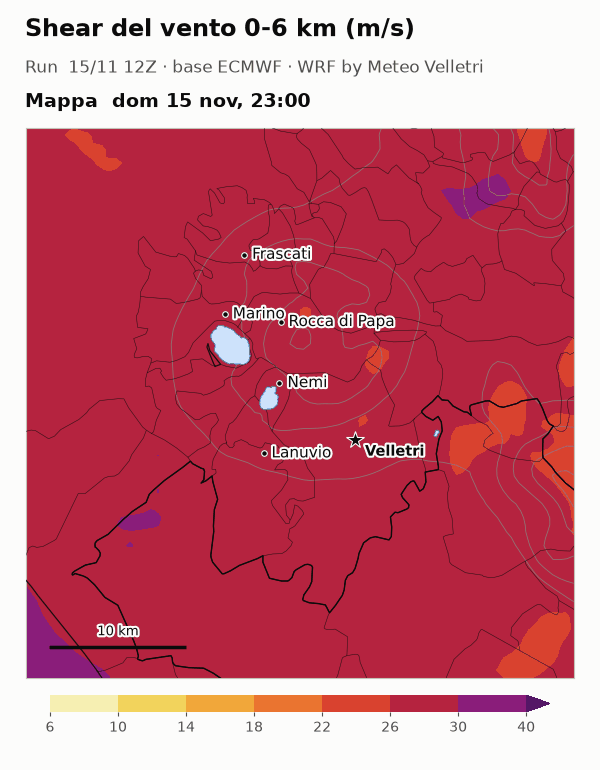 Shear del vento 0-6 km (m/s)
Run  15/11 12Z · base ECMWF · WRF by Meteo Velletri
Mappa  dom 15 nov, 23:00
Frascati
Marino
Rocca di Papa
Nemi
Velletri
Lanuvio
10 km
6 10 14 18 22 26 30 40